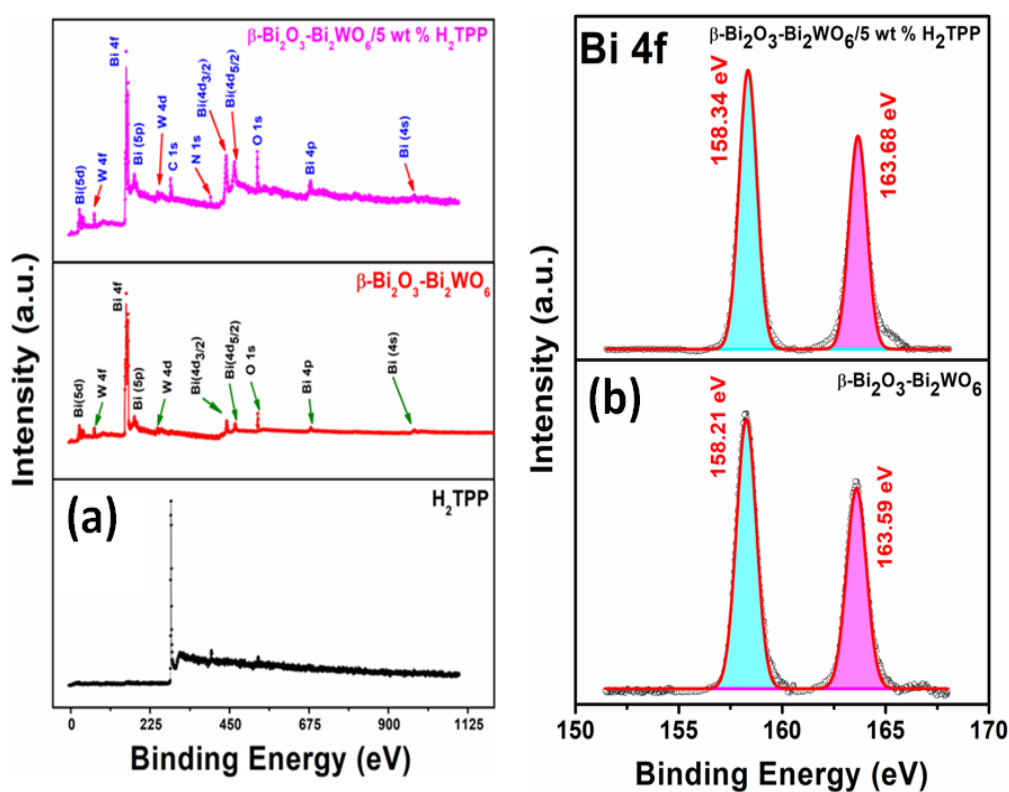 β-Bi₂O₃-Bi₂WO₆/5 wt % H₂TPP
Bi(5d)
W 4f
Bi 4f
Bi (5p)
W 4d
C 1s
N 1s
Bi(4d₃/₂)
Bi(4d₅/₂)
O 1s
Bi 4p
Bi (4s)
β-Bi₂O₃-Bi₂WO₆
Bi(5d)
W 4f
Bi 4f
Bi (5p)
W 4d
Bi(4d₃/₂)
Bi(4d₅/₂)
O 1s
Bi 4p
Bi (4s)
(a)
H₂TPP
Intensity (a.u.)
0 225 450 675 900 1125
Binding Energy (eV)
Bi 4f
β-Bi₂O₃-Bi₂WO₆/5 wt % H₂TPP
158.34 eV
163.68 eV
Intensity (a.u.)
(b)
β-Bi₂O₃-Bi₂WO₆
158.21 eV
163.59 eV
Intensity (a.u.)
150 155 160 165 170
Binding Energy (eV)